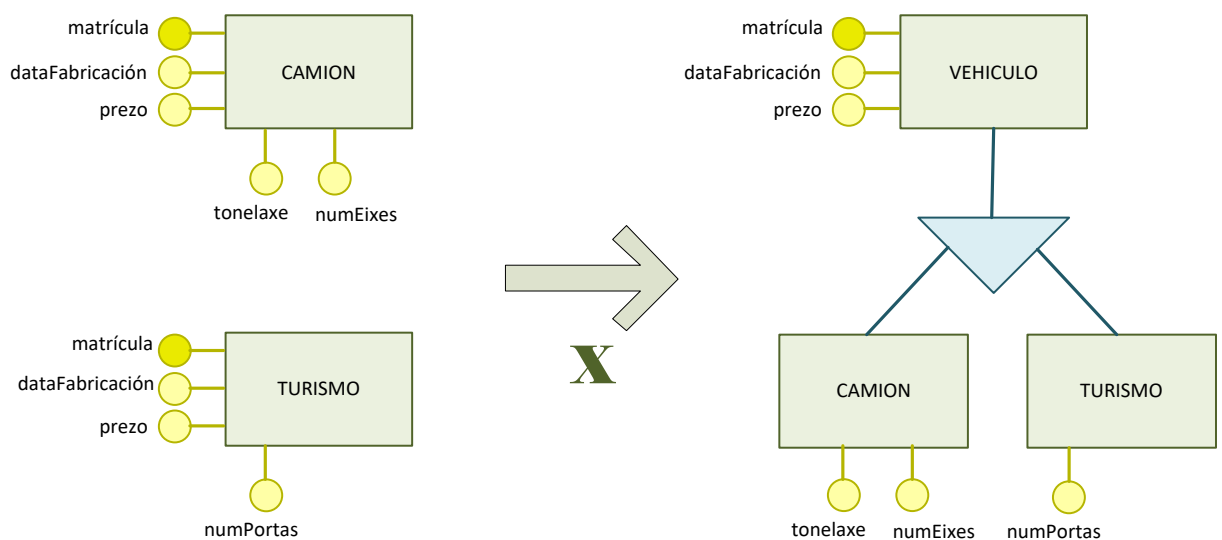 matrícula
dataFabricación
prezo
CAMION
tonelaxe
numEixes
matrícula
dataFabricación
prezo
TURISMO
numPortas
X
matrícula
dataFabricación
prezo
VEHICULO
CAMION
TURISMO
tonelaxe
numEixes
numPortas